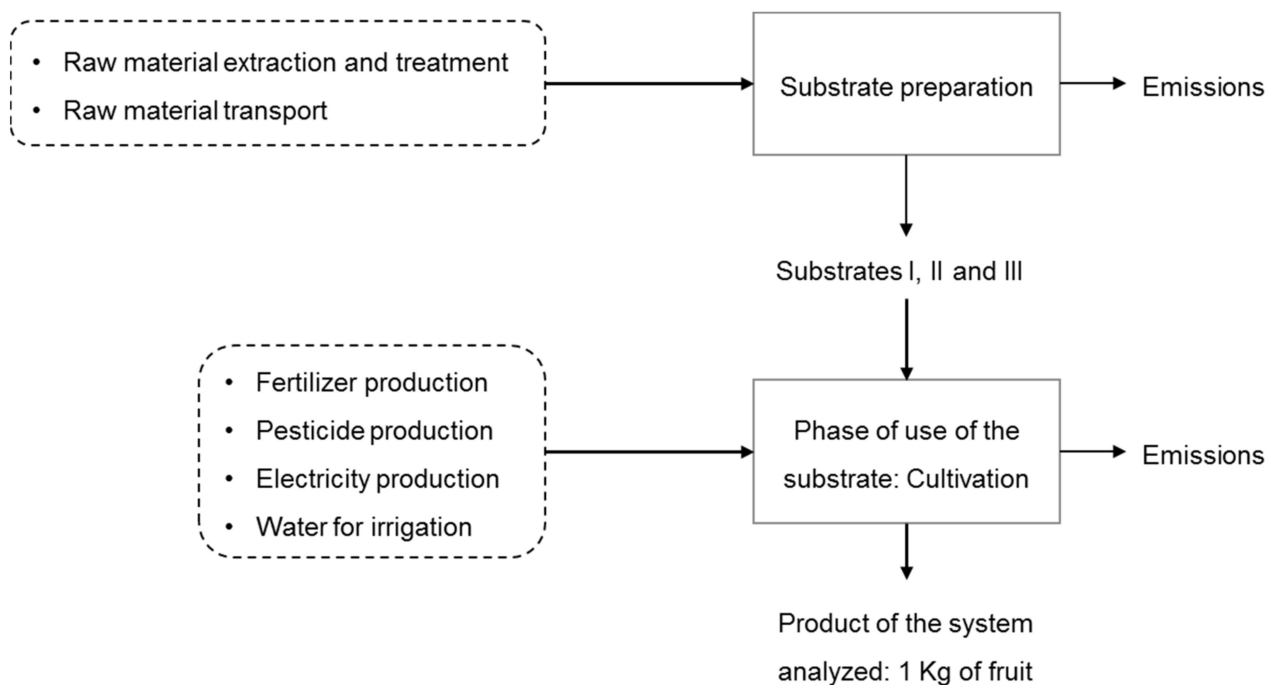 • Raw material extraction and treatment
• Raw material transport
Substrate preparation
Emissions
Substrates I, II and III
• Fertilizer production
• Pesticide production
• Electricity production
• Water for irrigation
Phase of use of the
substrate: Cultivation
Emissions
Product of the system
analyzed: 1 Kg of fruit